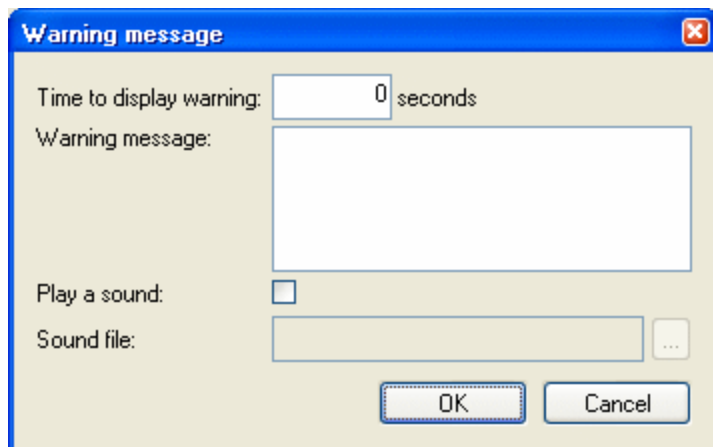 Warning message
Time to display warning: 0 seconds
Warning message:
Play a sound:
Sound file:
...
OK Cancel